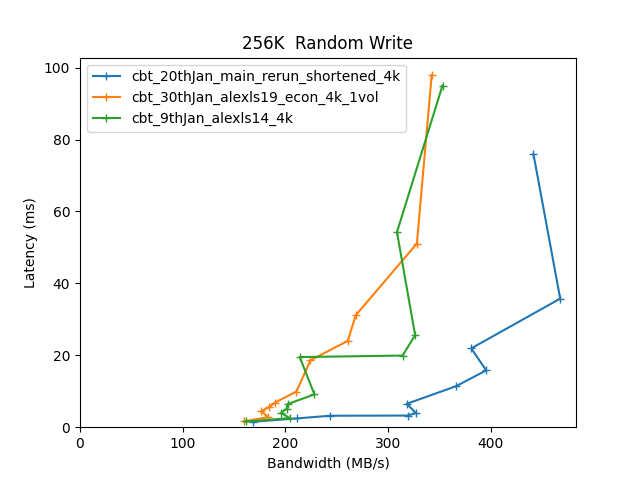 256K  Random Write
cbt_20thJan_main_rerun_shortened_4k
cbt_30thJan_alexls19_econ_4k_1vol
cbt_9thJan_alexls14_4k
Latency (ms)
100
80
60
40
20
0
0 100 200 300 400
Bandwidth (MB/s)